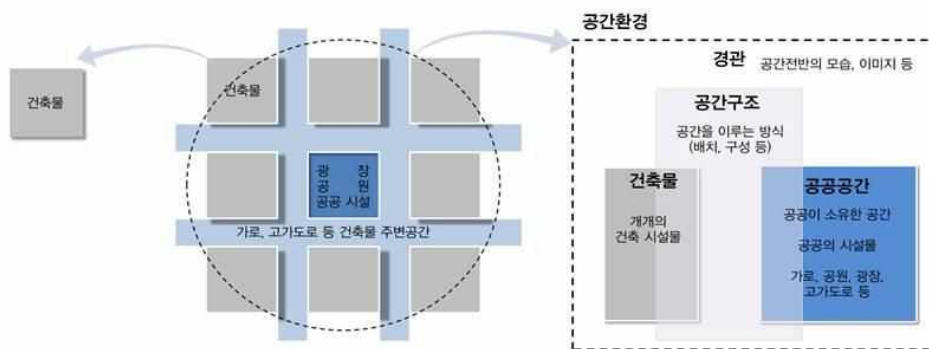 건축물
건축물
광 장
공 원
공공 시설
가로, 고가도로 등 건축물 주변공간
공간환경
경관 공간전반의 모습, 이미지 등
공간구조
공간을 이루는 방식
(배치, 구성 등)
건축물
개개의
건축 시설물
공공공간
공공이 소유한 공간
공공의 시설물
가로, 공원, 광장,
고가도로 등